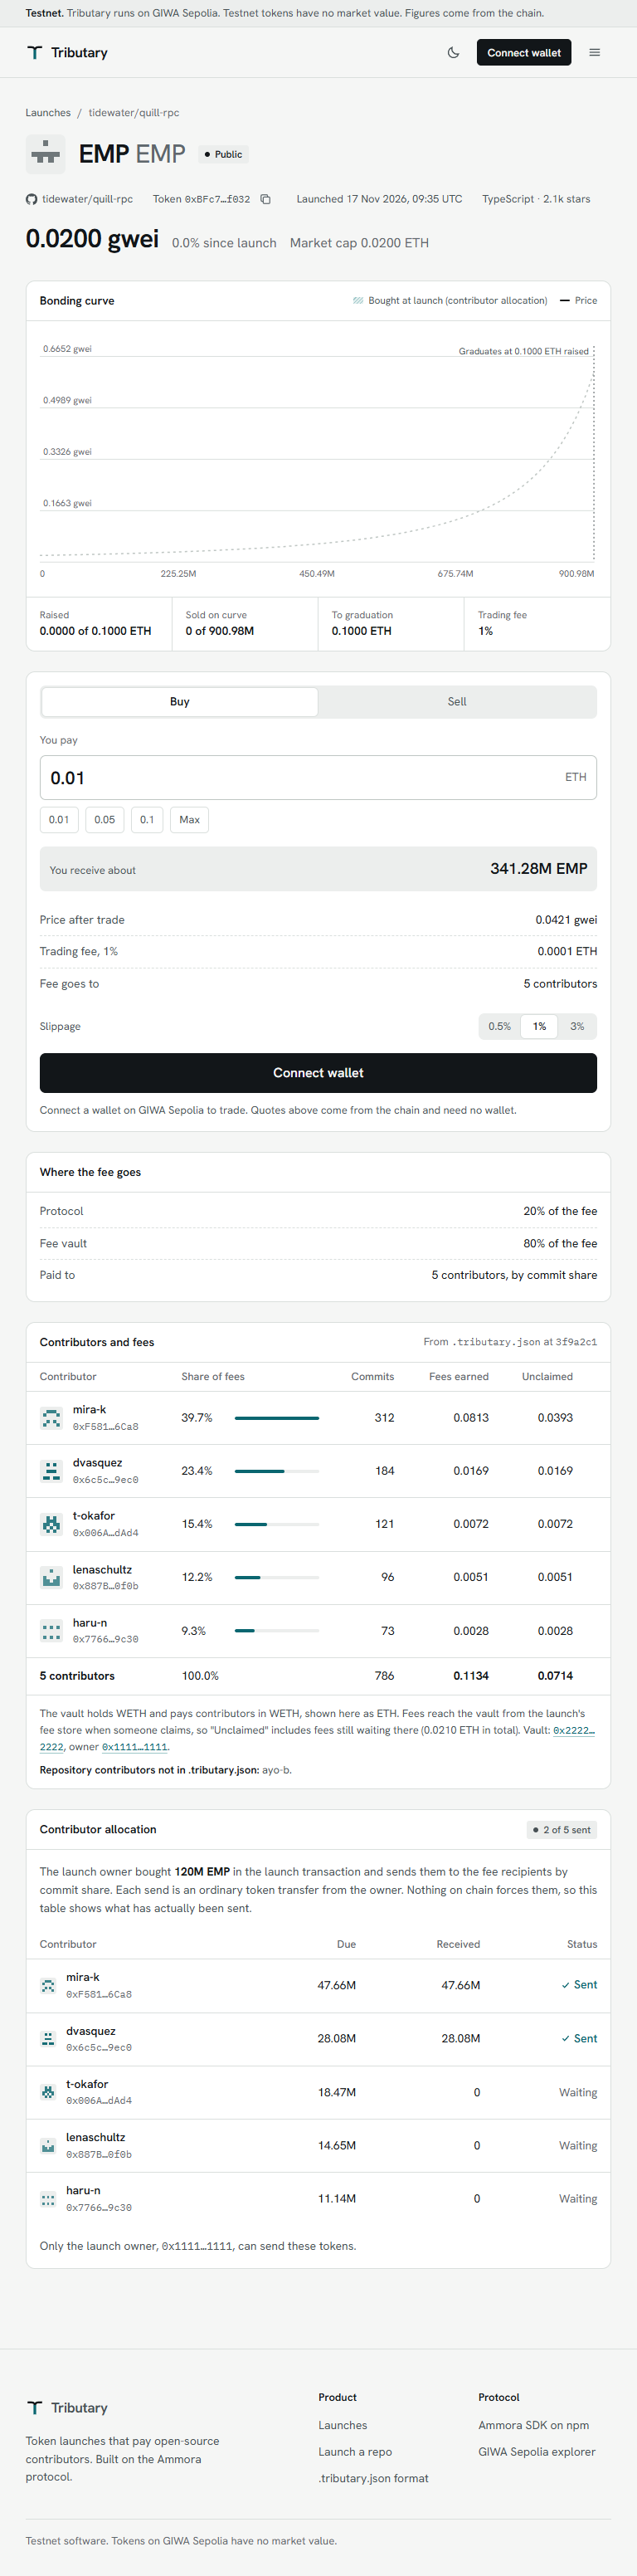 Testnet. Tributary runs on GIWA Sepolia. Testnet tokens have no market value. Figures come from the chain.
Tributary
Connect wallet
Launches / tidewater/quill-rpc
EMP EMP
Public
tidewater/quill-rpc
Token 0xBFc7…f032
Launched 17 Nov 2026, 09:35 UTC
TypeScript · 2.1k stars
0.0200 gwei 0.0% since launch Market cap 0.0200 ETH
Bonding curve
Bought at launch (contributor allocation)
Price
0.6652 gwei
Graduates at 0.1000 ETH raised
0.4989 gwei
0.3326 gwei
0.1663 gwei
0 225.25M 450.49M 675.74M 900.98M
Raised
0.0000 of 0.1000 ETH
Sold on curve
0 of 900.98M
To graduation
0.1000 ETH
Trading fee
1%
Buy
Sell
You pay
0.01 ETH
0.01 0.05 0.1 Max
You receive about 341.28M EMP
Price after trade 0.0421 gwei
Trading fee, 1% 0.0001 ETH
Fee goes to 5 contributors
Slippage 0.5% 1% 3%
Connect wallet
Connect a wallet on GIWA Sepolia to trade. Quotes above come from the chain and need no wallet.
Where the fee goes
Protocol 20% of the fee
Fee vault 80% of the fee
Paid to 5 contributors, by commit share
Contributors and fees From .tributary.json at 3f9a2c1
Contributor Share of fees Commits Fees earned Unclaimed
mira-k
0xF581…6Ca8
39.7% 312 0.0813 0.0393
dvasquez
0x6c5c…9ec0
23.4% 184 0.0169 0.0169
t-okafor
0x006A…dAd4
15.4% 121 0.0072 0.0072
lenaschultz
0x887B…0f0b
12.2% 96 0.0051 0.0051
haru-n
0x7766…9c30
9.3% 73 0.0028 0.0028
5 contributors 100.0% 786 0.1134 0.0714
The vault holds WETH and pays contributors in WETH, shown here as ETH. Fees reach the vault from the launch's
fee store when someone claims, so "Unclaimed" includes fees still waiting there (0.0210 ETH in total). Vault: 0x2222…
2222, owner 0x1111…1111.
Repository contributors not in .tributary.json: ayo-b.
Contributor allocation
2 of 5 sent
The launch owner bought 120M EMP in the launch transaction and sends them to the fee recipients by
commit share. Each send is an ordinary token transfer from the owner. Nothing on chain forces them, so this
table shows what has actually been sent.
Contributor Due Received Status
mira-k
0xF581…6Ca8
47.66M 47.66M Sent
dvasquez
0x6c5c…9ec0
28.08M 28.08M Sent
t-okafor
0x006A…dAd4
18.47M 0 Waiting
lenaschultz
0x887B…0f0b
14.65M 0 Waiting
haru-n
0x7766…9c30
11.14M 0 Waiting
Only the launch owner, 0x1111…1111, can send these tokens.
Tributary
Token launches that pay open-source
contributors. Built on the Ammora
protocol.
Product
Launches
Launch a repo
.tributary.json format
Protocol
Ammora SDK on npm
GIWA Sepolia explorer
Testnet software. Tokens on GIWA Sepolia have no market value.